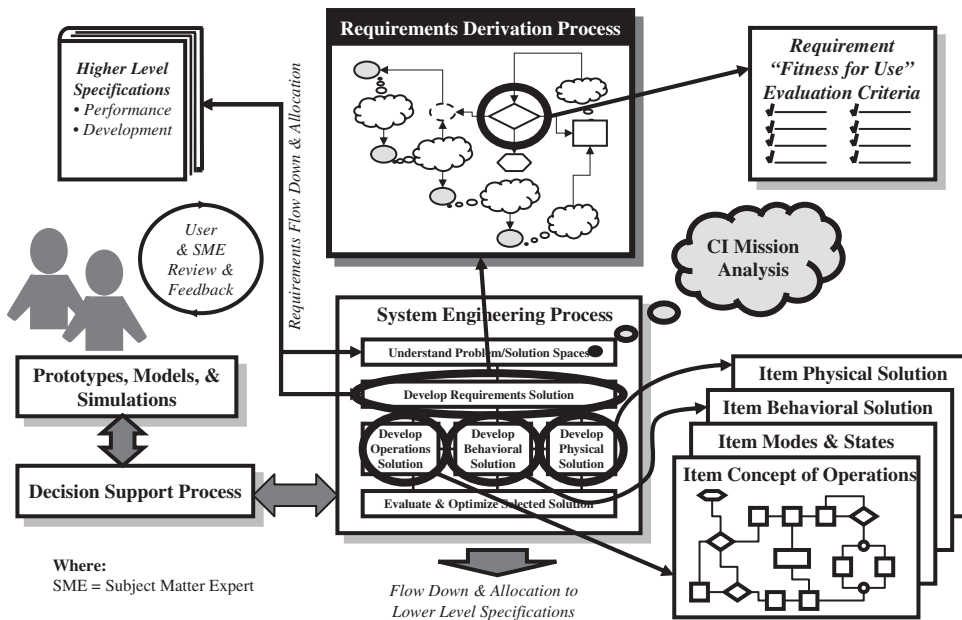 Requirements Derivation Process
Higher Level
Specifications
• Performance
• Development
Requirement
“Fitness for Use”
Evaluation Criteria
Requirements Flow Down & Allocation
User
& SME
Review &
Feedback
CI Mission
Analysis
System Engineering Process
Understand Problem/Solution Spaces
Develop Requirements Solution
Develop
Operations
Solution
Develop
Behavioral
Solution
Develop
Physical
Solution
Evaluate & Optimize Selected Solution
Prototypes, Models, &
Simulations
Decision Support Process
Item Physical Solution
Item Behavioral Solution
Item Modes & States
Item Concept of Operations
Where:
SME = Subject Matter Expert
Flow Down & Allocation to
Lower Level Specifications